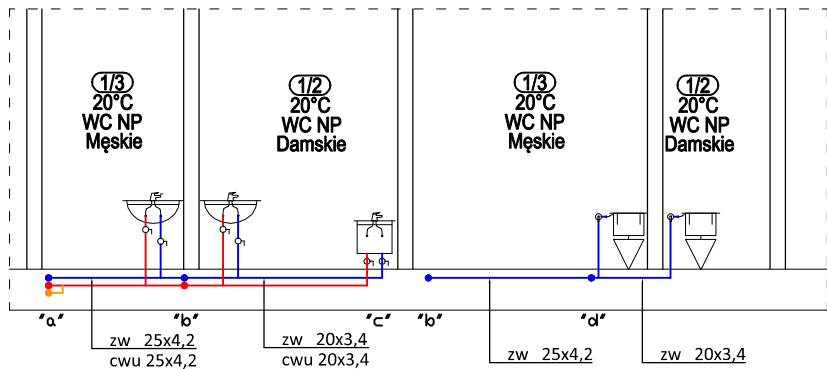 1/3
20°C
WC NP
Męskie
1/2
20°C
WC NP
Damskie
1/3
20°C
WC NP
Męskie
1/2
20°C
WC NP
Damskie
"a"
"b"
"c"
"b"
"d"
zw 25x4,2
cwu 25x4,2
zw 20x3,4
cwu 20x3,4
zw 25x4,2
zw 20x3,4